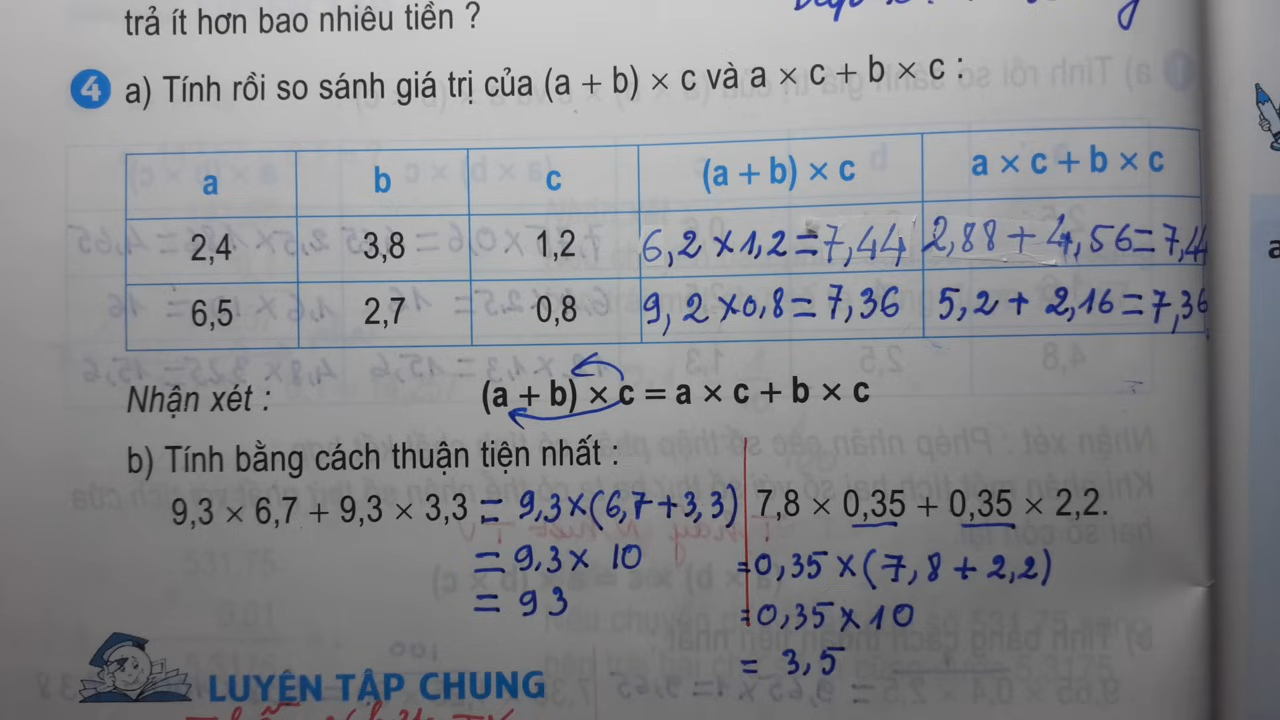 trả ít hơn bao nhiêu tiền ?
4 a) Tính rồi so sánh giá trị của (a + b) × c và a × c + b × c :
a b c (a + b) × c a × c + b × c
2,4 3,8 1,2 6,2 × 1,2 = 7,44 2,88 + 4,56 = 7,44
6,5 2,7 0,8 9,2 × 0,8 = 7,36 5,2 + 2,16 = 7,36
Nhận xét : (a + b) × c = a × c + b × c
b) Tính bằng cách thuận tiện nhất :
9,3 × 6,7 + 9,3 × 3,3 = 9,3 × (6,7 + 3,3)
= 9,3 × 10
= 93
7,8 × 0,35 + 0,35 × 2,2.
= 0,35 × (7,8 + 2,2)
= 0,35 × 10
= 3,5
LUYỆN TẬP CHUNG